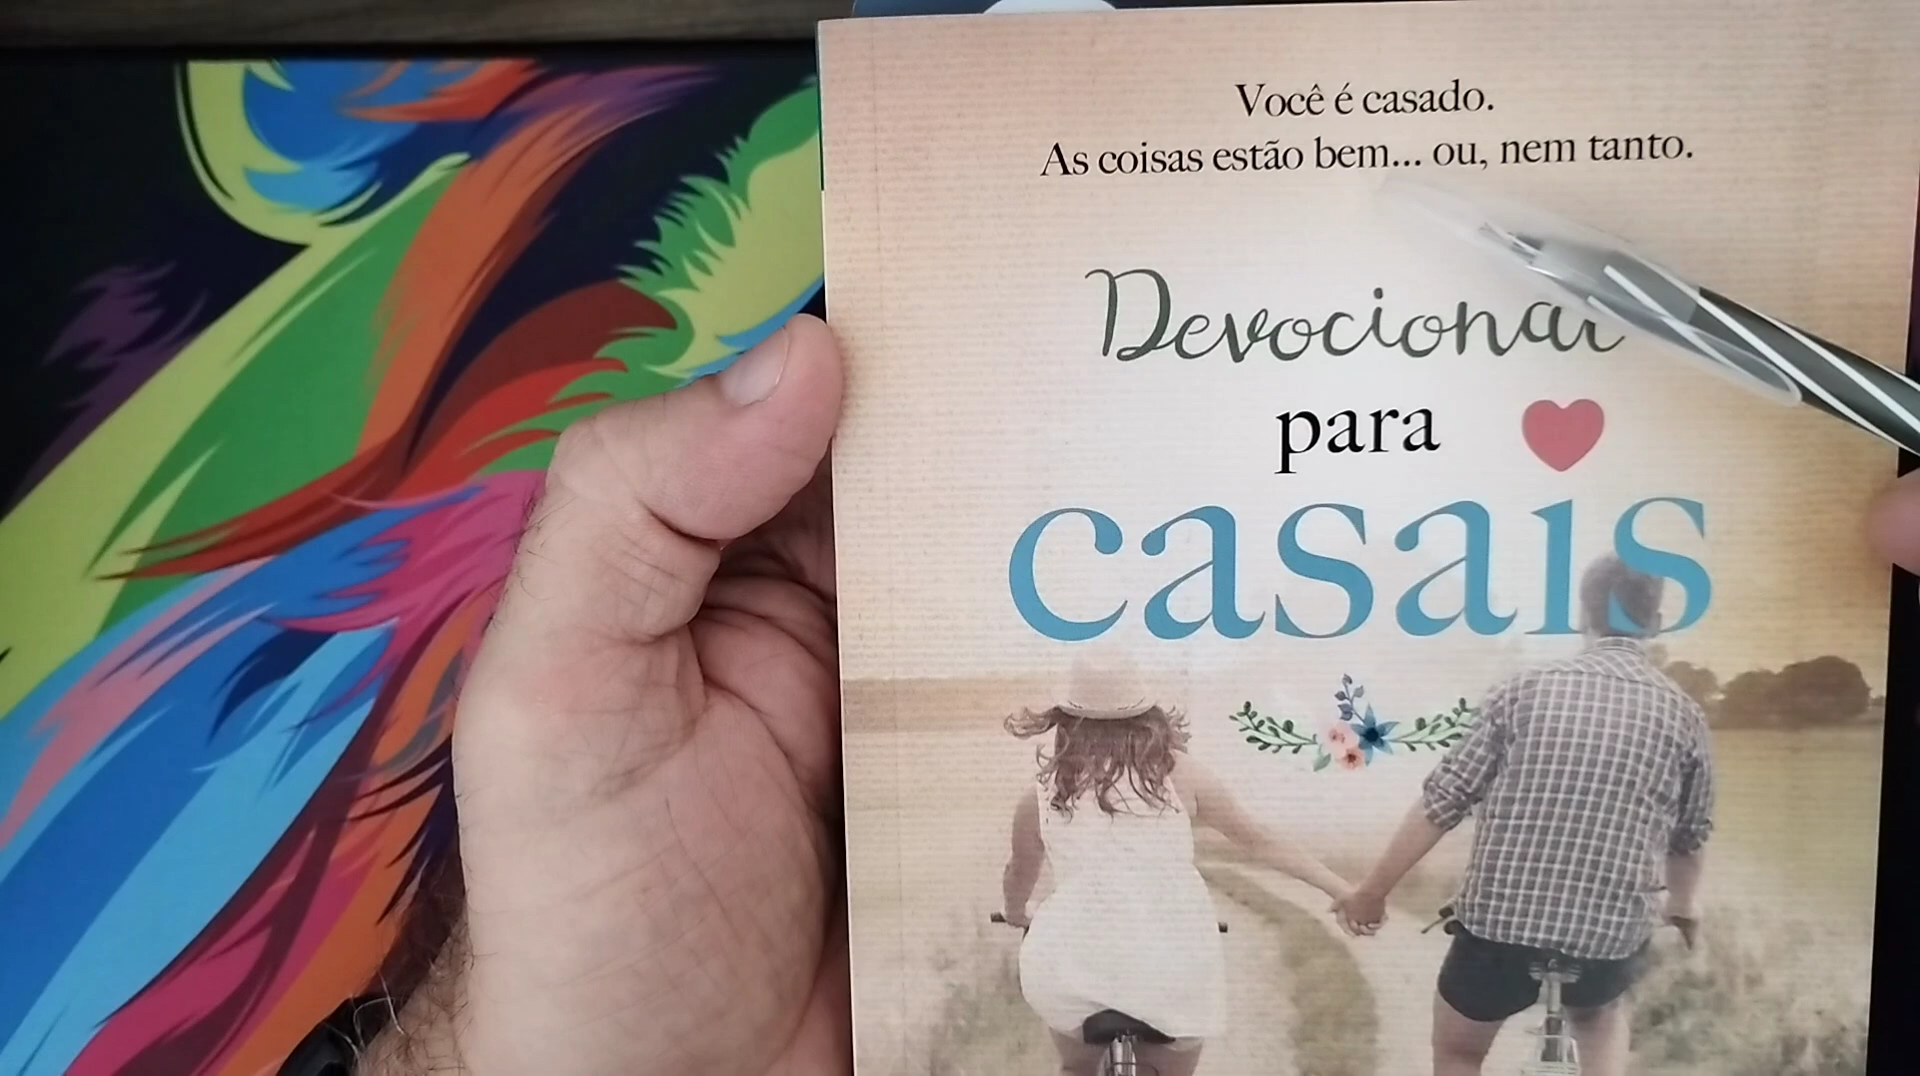 Você é casado.
As coisas estão bem... ou, nem tanto.
Devocional
para
casais